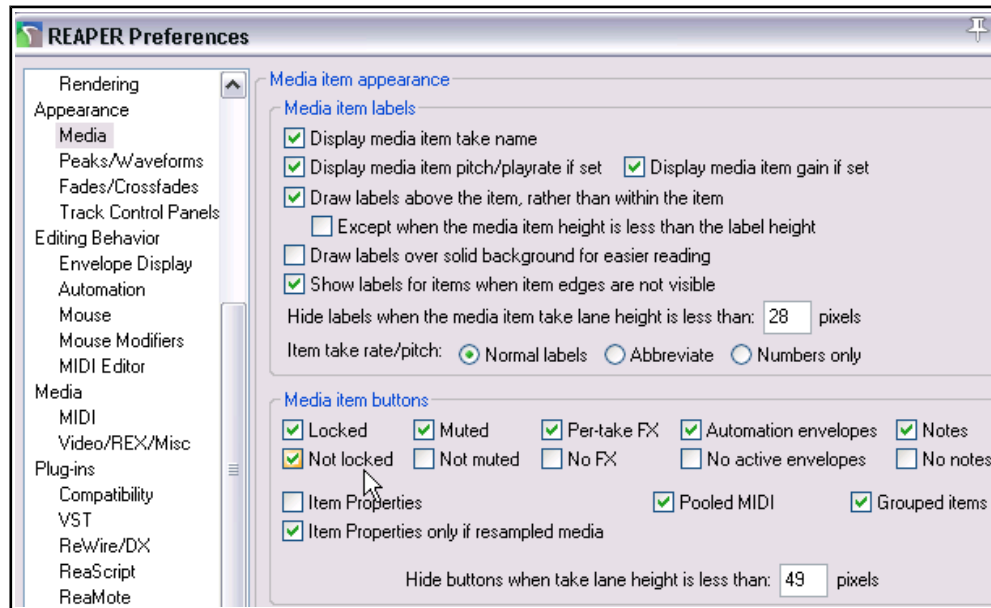 REAPER Preferences
Rendering
Appearance
Media
Peaks/Waveforms
Fades/Crossfades
Track Control Panels
Editing Behavior
Envelope Display
Automation
Mouse
Mouse Modifiers
MIDI Editor
Media
MIDI
Video/REX/Misc
Plug-ins
Compatibility
VST
ReWire/DX
ReaScript
ReaMote
Media item appearance
Media item labels
Display media item take name
Display media item pitch/playrate if set Display media item gain if set
Draw labels above the item, rather than within the item
Except when the media item height is less than the label height
Draw labels over solid background for easier reading
Show labels for items when item edges are not visible
Hide labels when the media item take lane height is less than: 28 pixels
Item take rate/pitch: Normal labels Abbreviate Numbers only
Media item buttons
Locked Muted Per-take FX Automation envelopes Notes
Not locked Not muted No FX No active envelopes No notes
Item Properties Pooled MIDI Grouped items
Item Properties only if resampled media
Hide buttons when take lane height is less than: 49 pixels